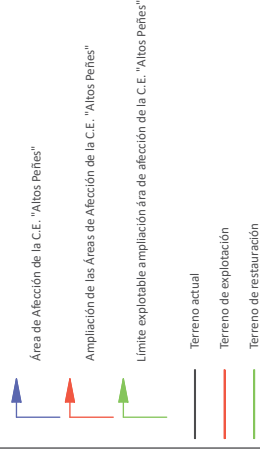 Área de Afección de la C.E. "Altos Peñes"
Ampliación de las Áreas de Afección de la C.E. "Altos Peñes"
Límite explotable ampliación ára de afección de la C.E. "Altos Peñes"
Terreno actual
Terreno de explotación
Terreno de restauración